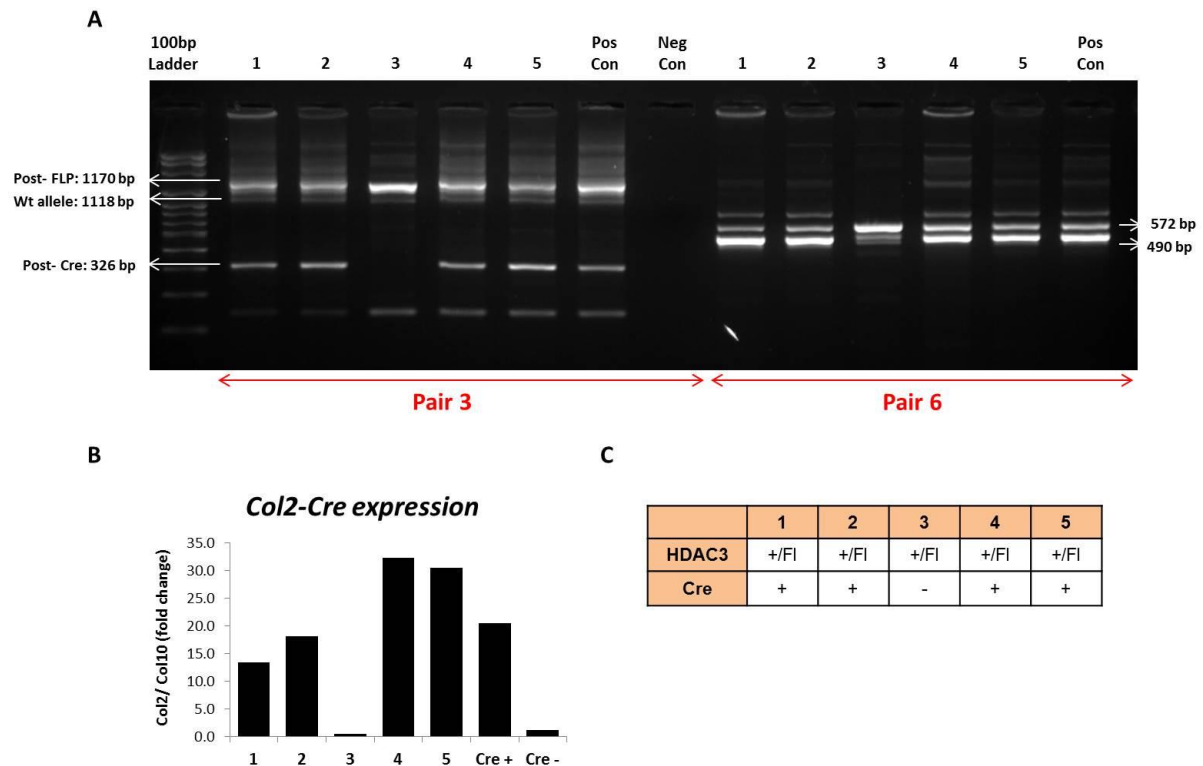 A
100bp Ladder 1 2 3 4 5 Pos Con Neg Con 1 2 3 4 5 Pos Con
Post- FLP: 1170 bp
Wt allele: 1118 bp
Post- Cre: 326 bp
572 bp
490 bp
Pair 3 Pair 6
B
Col2-Cre expression
Col2/ Col10 (fold change)
35.0
30.0
25.0
20.0
15.0
10.0
5.0
0.0
1 2 3 4 5 Cre + Cre -
C
1 2 3 4 5
HDAC3 +/Fl +/Fl +/Fl +/Fl +/Fl
Cre + + - + +